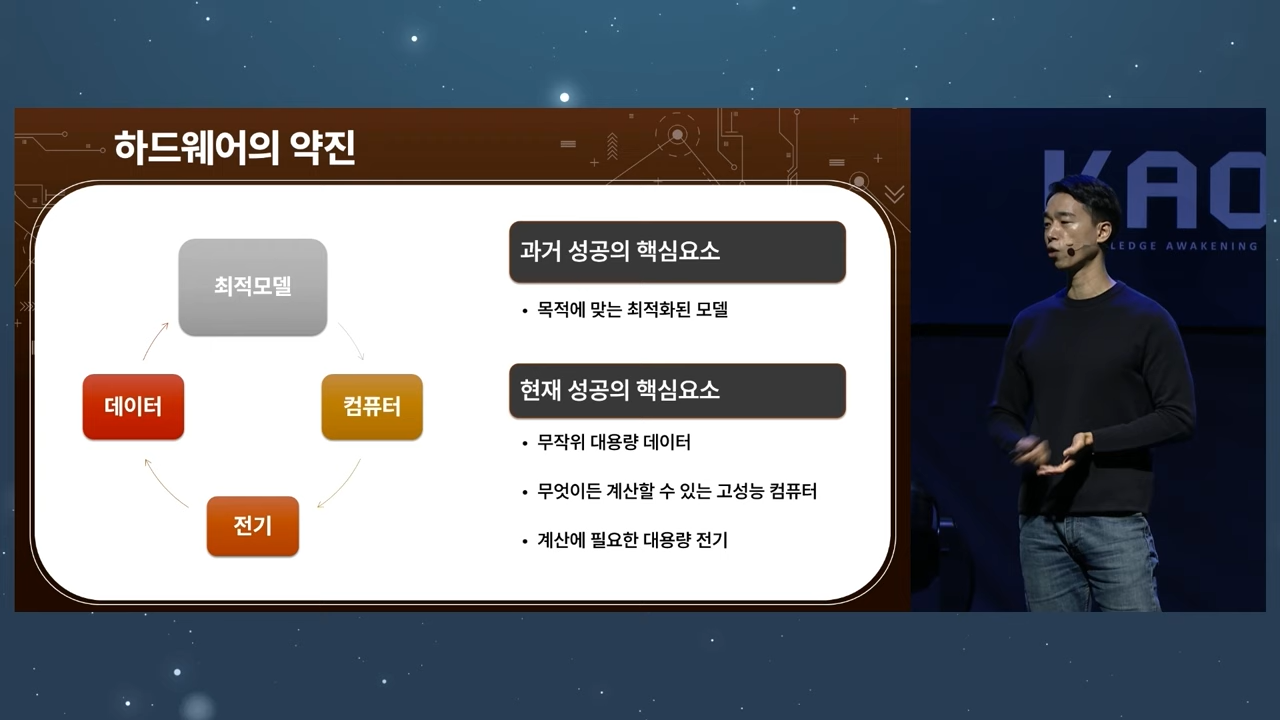 하드웨어의 약진
최적모델
데이터
컴퓨터
전기
과거 성공의 핵심요소
• 목적에 맞는 최적화된 모델
현재 성공의 핵심요소
• 무작위 대용량 데이터
• 무엇이든 계산할 수 있는 고성능 컴퓨터
• 계산에 필요한 대용량 전기
KAO
LEDGE AWAKENING